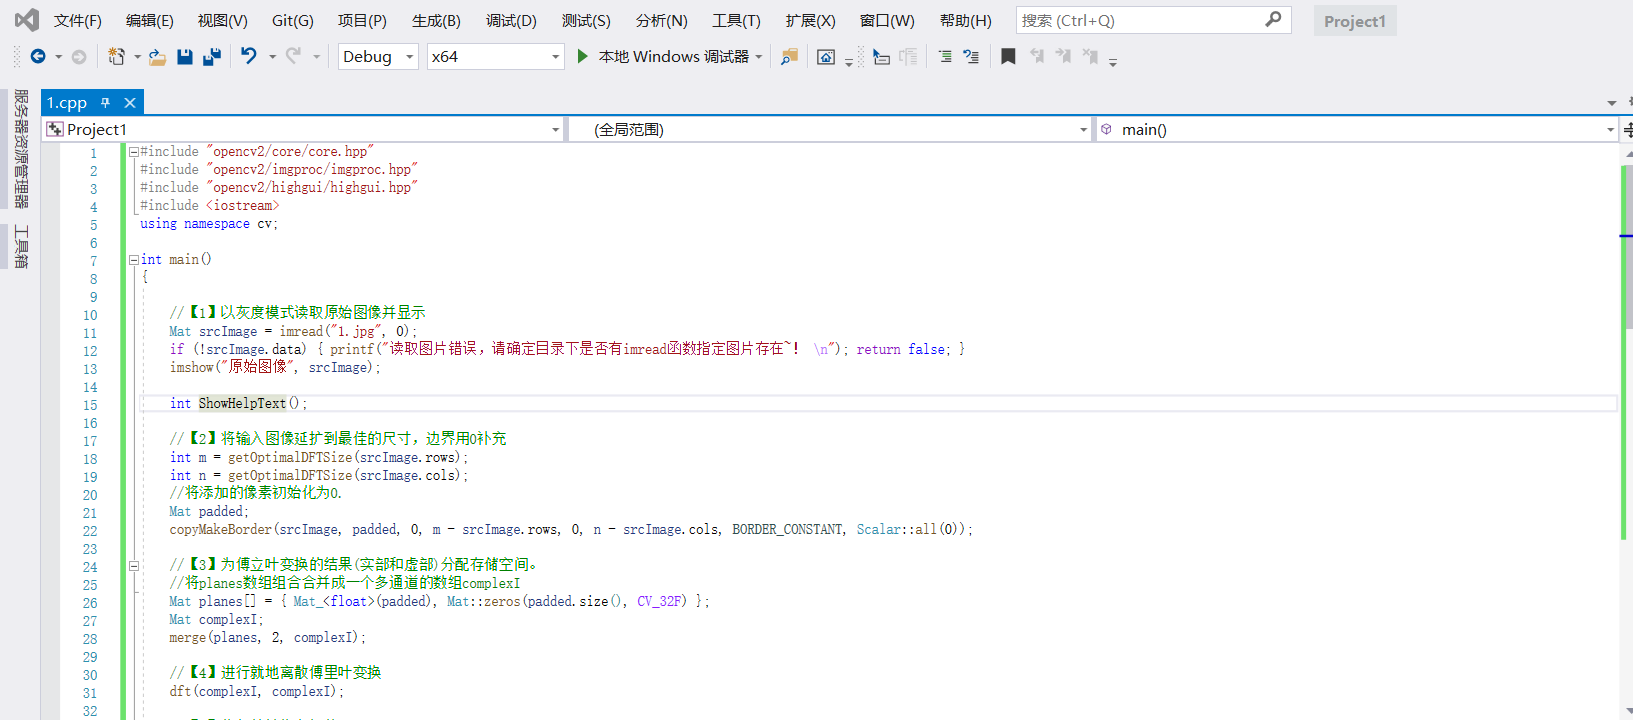 文件(F) 编辑(E) 视图(V) Git(G) 项目(P) 生成(B) 调试(D) 测试(S) 分析(N) 工具(T) 扩展(X) 窗口(W) 帮助(H) 搜索 (Ctrl+Q) Project1
Debug x64 本地 Windows 调试器
服务器资源管理器
工具箱
1.cpp
Project1 (全局范围) main()
1 #include "opencv2/core/core.hpp"
2 #include "opencv2/imgproc/imgproc.hpp"
3 #include "opencv2/highgui/highgui.hpp"
4 #include <iostream>
5 using namespace cv;
6
7 int main()
8 {
9
10 //【1】以灰度模式读取原始图像并显示
11 Mat srcImage = imread("1.jpg", 0);
12 if (!srcImage.data) { printf("读取图片错误，请确定目录下是否有imread函数指定图片存在~！ \n"); return false; }
13 imshow("原始图像", srcImage);
14
15 int ShowHelpText();
16
17 //【2】将输入图像延扩到最佳的尺寸，边界用0补充
18 int m = getOptimalDFTSize(srcImage.rows);
19 int n = getOptimalDFTSize(srcImage.cols);
20 //将添加的像素初始化为0.
21 Mat padded;
22 copyMakeBorder(srcImage, padded, 0, m - srcImage.rows, 0, n - srcImage.cols, BORDER_CONSTANT, Scalar::all(0));
23
24 //【3】为傅立叶变换的结果(实部和虚部)分配存储空间。
25 //将planes数组组合合并成一个多通道的数组complexI
26 Mat planes[] = { Mat_<float>(padded), Mat::zeros(padded.size(), CV_32F) };
27 Mat complexI;
28 merge(planes, 2, complexI);
29
30 //【4】进行就地离散傅里叶变换
31 dft(complexI, complexI);
32